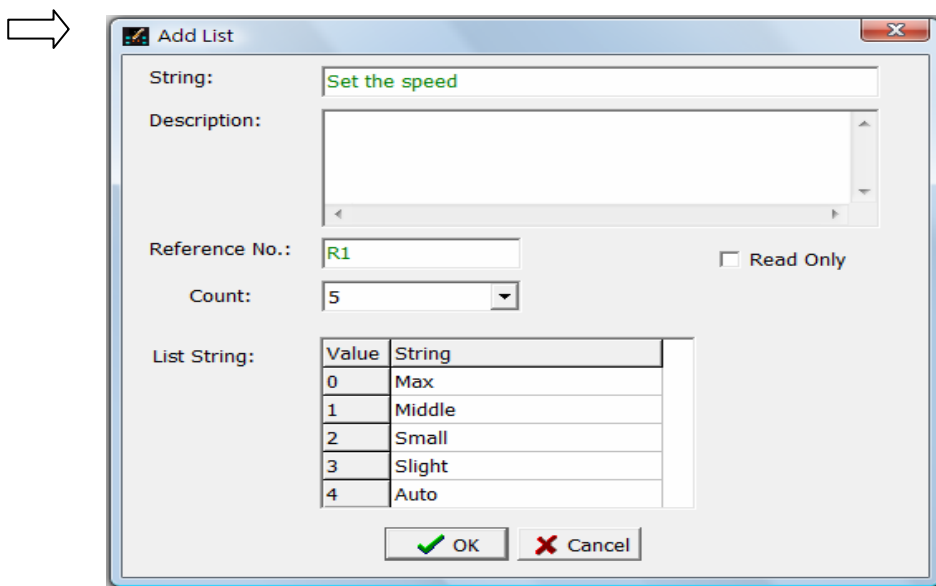 Add List
String: Set the speed
Description:
Reference No.: R1
Read Only
Count: 5
List String:
Value String
0 Max
1 Middle
2 Small
3 Slight
4 Auto
OK Cancel